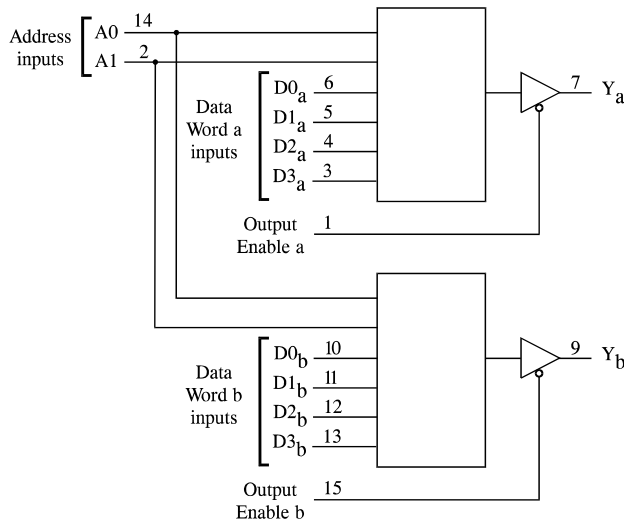 Address
inputs
A0 14
A1 2
Data
Word a
inputs
D0a 6
D1a 5
D2a 4
D3a 3
Output
Enable a
1
7 Ya
Data
Word b
inputs
D0b 10
D1b 11
D2b 12
D3b 13
Output
Enable b
15
9 Yb